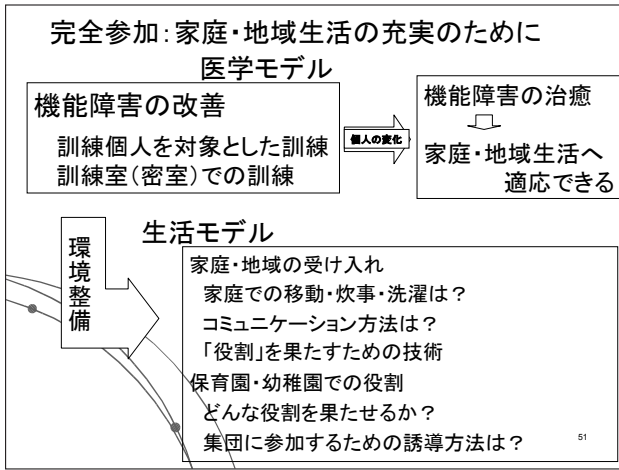 完全参加:家庭・地域生活の充実のために
医学モデル
機能障害の改善
訓練個人を対象とした訓練
訓練室(密室)での訓練
個人の変化
機能障害の治癒
家庭・地域生活へ
適応できる
環境整備
生活モデル
家庭・地域の受け入れ
家庭での移動・炊事・洗濯は?
コミュニケーション方法は?
「役割」を果たすための技術
保育園・幼稚園での役割
どんな役割を果たせるか?
集団に参加するための誘導方法は?
51